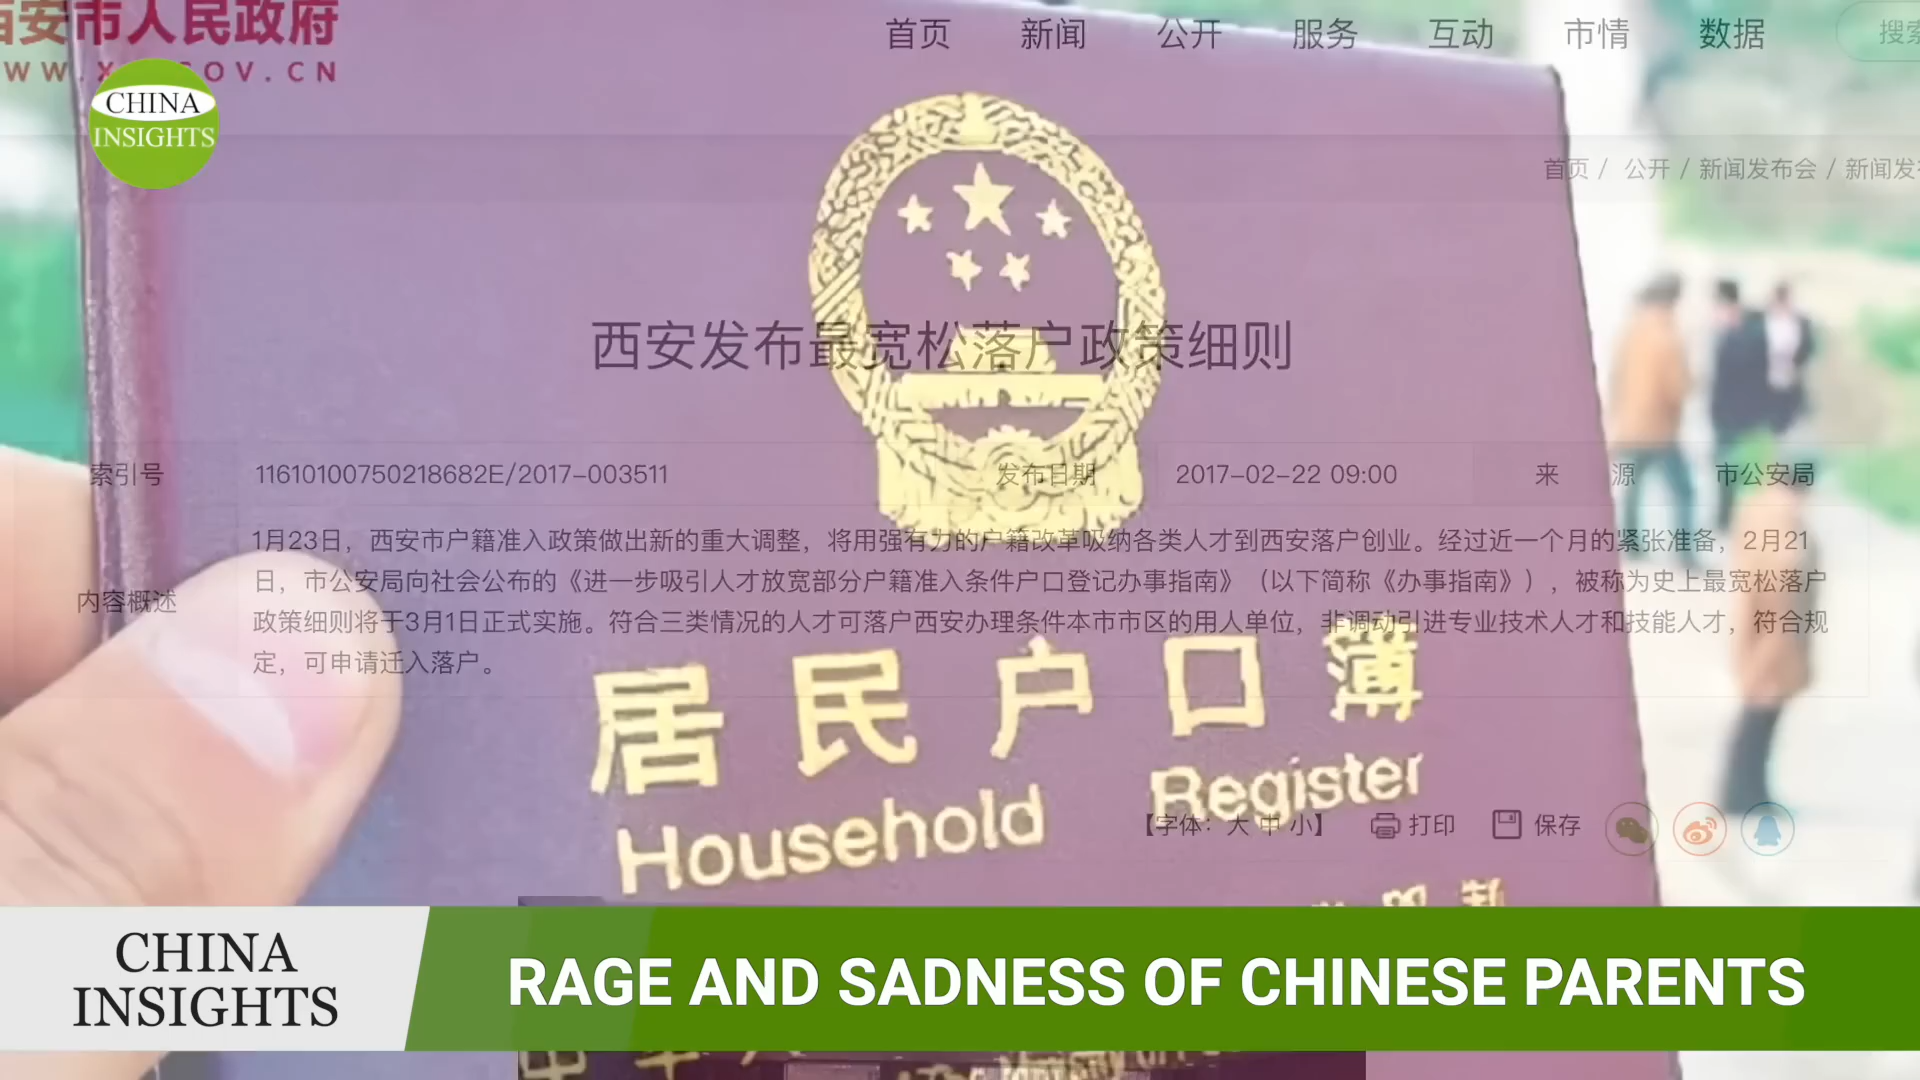 西安市人民政府
首页 新闻 公开 服务 互动 市情 数据 搜索
CHINA
INSIGHTS
首页 / 公开 / 新闻发布会 / 新闻发
西安发布最宽松落户政策细则
索引号 11610100750218682E/2017-003511 发布日期 2017-02-22 09:00 来 源 市公安局
内容概述
1月23日，西安市户籍准入政策做出新的重大调整，将用强有力的户籍改革吸纳各类人才到西安落户创业。经过近一个月的紧张准备，2月21
日，市公安局向社会公布的《进一步吸引人才放宽部分户籍准入条件户口登记办事指南》（以下简称《办事指南》），被称为史上最宽松落户
政策细则将于3月1日正式实施。符合三类情况的人才可落户西安办理条件本市市区的用人单位，非调动引进专业技术人才和技能人才，符合规
定，可申请迁入落户。
居民户口簿
Household Register
【字体：大 中 小】 打印 保存
CHINA
INSIGHTS
RAGE AND SADNESS OF CHINESE PARENTS